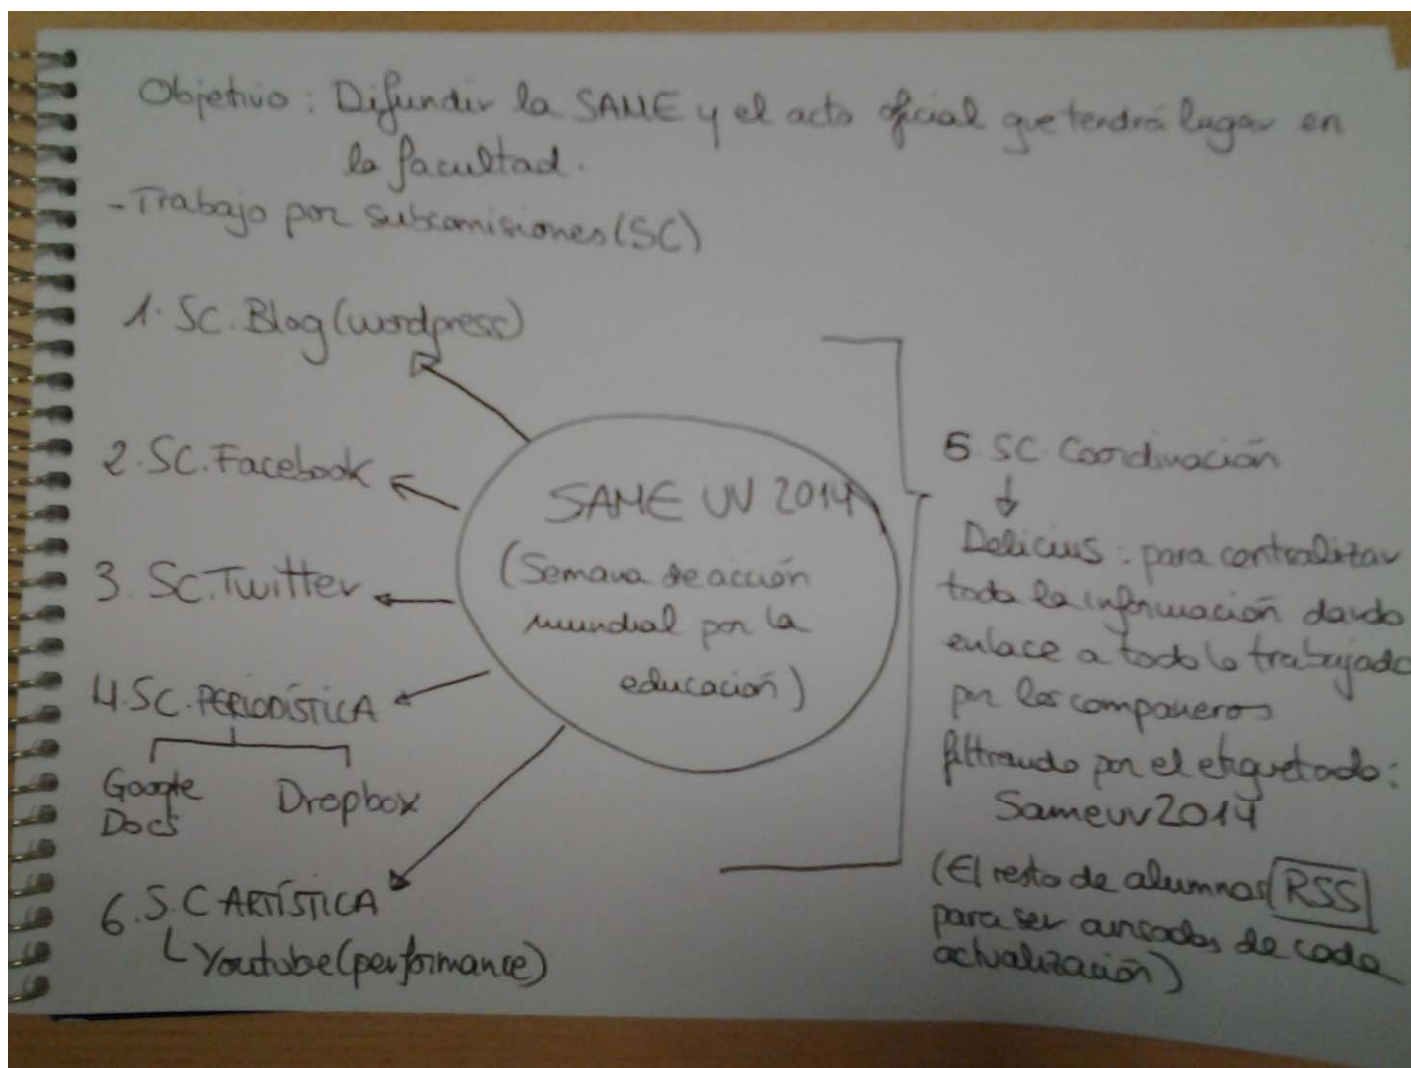 Objetivo : Difundir la SAME y el acto oficial que tendrá lugar en
la facultad.
- Trabajo por subcomisiones (SC)
1. SC. Blog (wordpress)
2. SC. Facebook
3. SC. Twitter
4. SC. PERIODÍSTICA
Google
Docs
Dropbox
6. S.C ARTÍSTICA
Youtube (performance)
SAME UV 2014
(Semana de acción
mundial por la
educación)
5 SC. Coordinación
Delicius : para centralizar
toda la información dando
enlace a todo lo trabajado
por los compañeros
filtrando por el etiquetado :
Sameuv2014
(El resto de alumnos RSS
para ser avisados de cada
actualización)